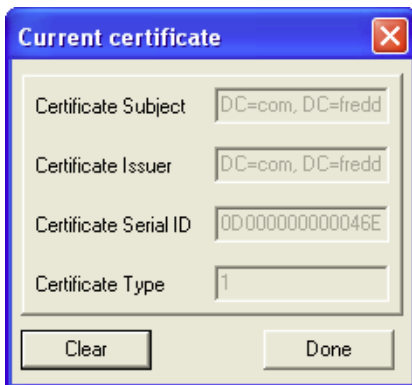 Current certificate
Certificate Subject DC=com, DC=fredd
Certificate Issuer DC=com, DC=fredd
Certificate Serial ID 0D000000000046E
Certificate Type 1
Clear Done